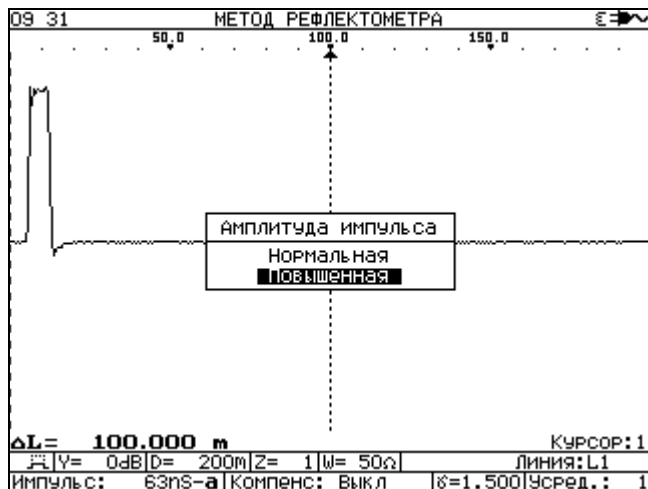 09 31 МЕТОД РЕФЛЕКТОМЕТРА
50.0 100.0 150.0
Амплитуда импульса
Нормальная
Повышенная
ΔL= 100.000 m Курсор:1
Y= 0dB D= 200m Z= 1 W= 50Ω Линия:L1
Импульс: 63nS-a Компенс: Выкл ɣ=1.500 Усред.: 1